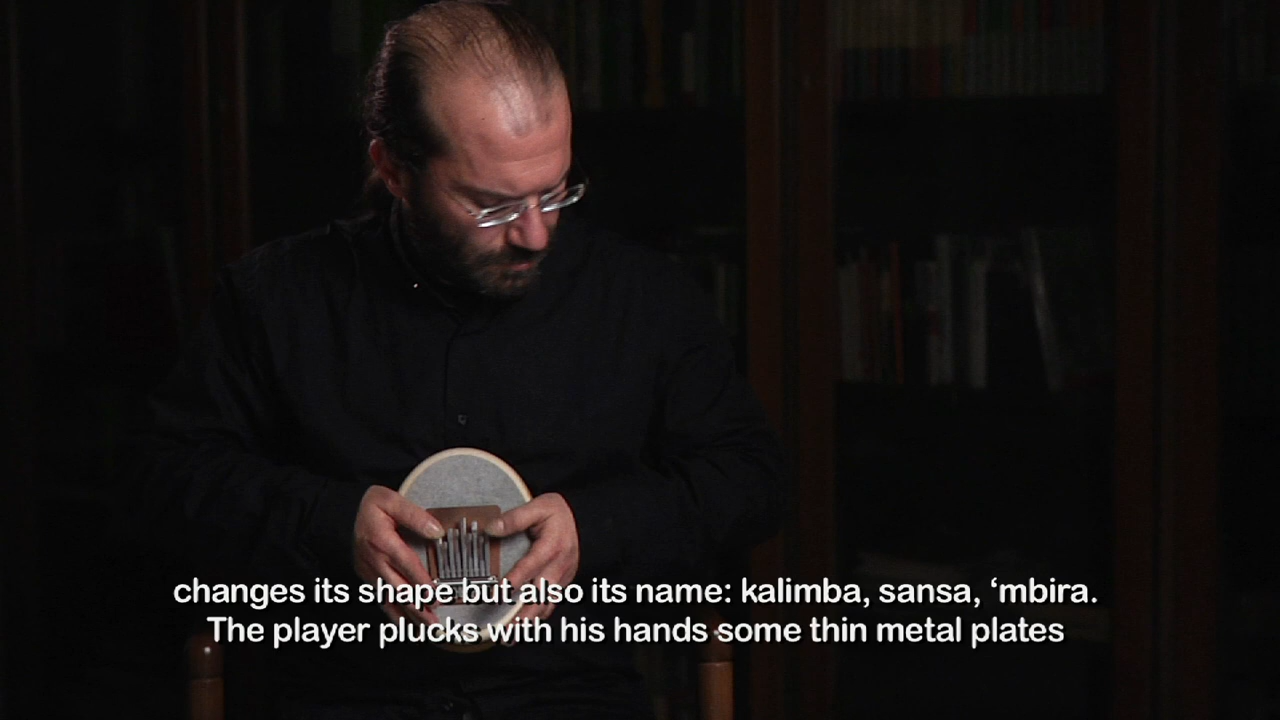 changes its shape but also its name: kalimba, sansa, ‘mbira.
The player plucks with his hands some thin metal plates